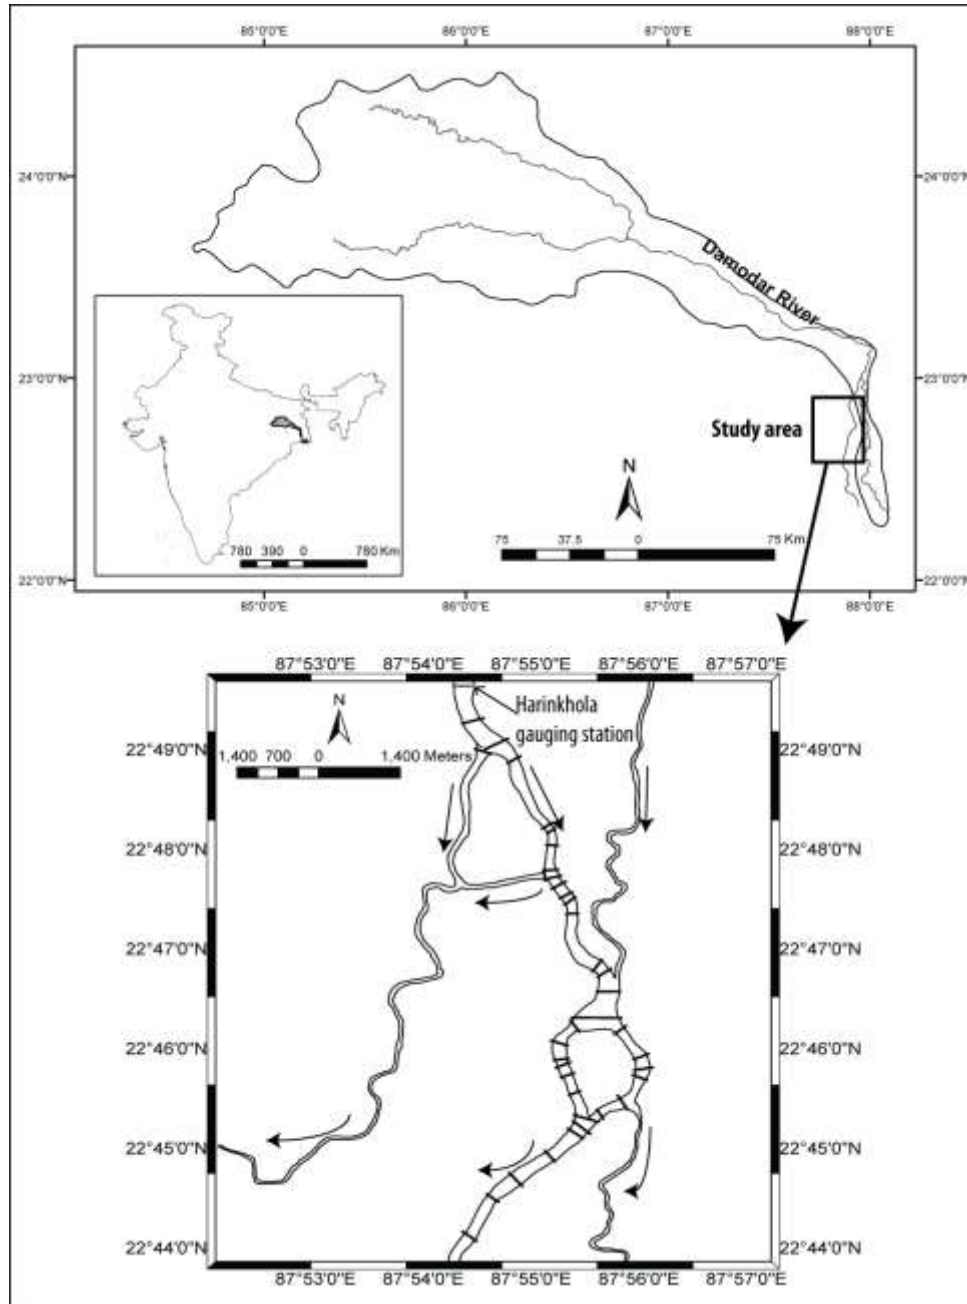 85°0'0"E 86°0'0"E 87°0'0"E 88°0'0"E
24°0'0"N 24°0'0"N
Damodar River
23°0'0"N 23°0'0"N
Study area
N
75 37.5 0 75 Km
780 390 0 780 Km
22°0'0"N 22°0'0"N
85°0'0"E 86°0'0"E 87°0'0"E 88°0'0"E
87°53'0"E 87°54'0"E 87°55'0"E 87°56'0"E 87°57'0"E
N
Harinkhola
gauging station
1,400 700 0 1,400 Meters
22°49'0"N 22°49'0"N
22°48'0"N 22°48'0"N
22°47'0"N 22°47'0"N
22°46'0"N 22°46'0"N
22°45'0"N 22°45'0"N
22°44'0"N 22°44'0"N
87°53'0"E 87°54'0"E 87°55'0"E 87°56'0"E 87°57'0"E